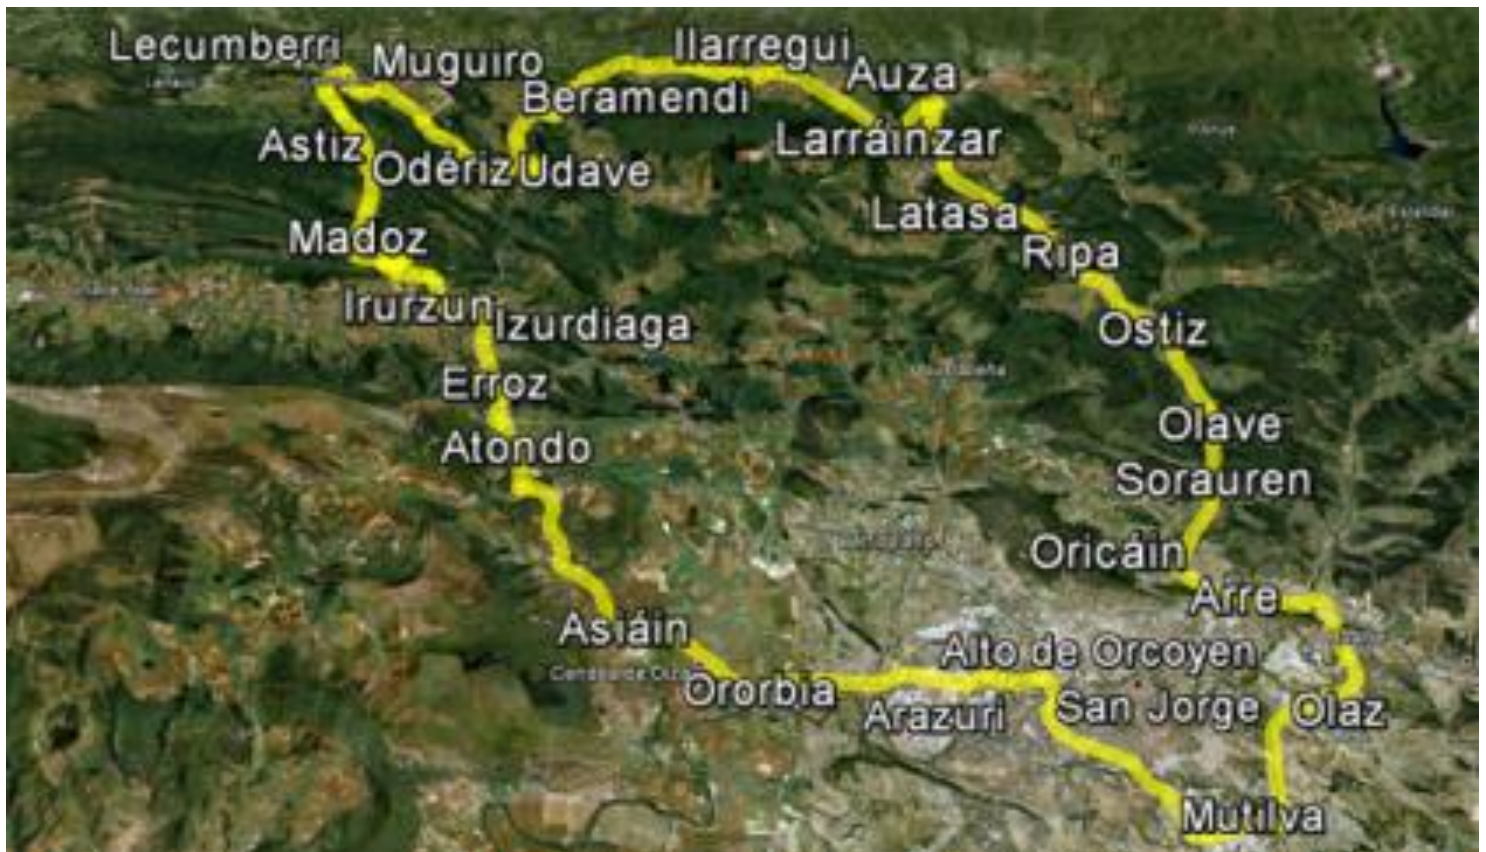 Lecumberri
Muguiro
Ilarregui
Auza
Beramendi
Larráinzar
Astiz
Odériz
Udave
Latasa
Madoz
Ripa
Irurzun
Izurdiaga
Ostiz
Erroz
Olave
Atondo
Sorauren
Oricáin
Arre
Asiáin
Alto de Orcoyen
Ororbia
Arazuri
San Jorge
Olaz
Mutilva